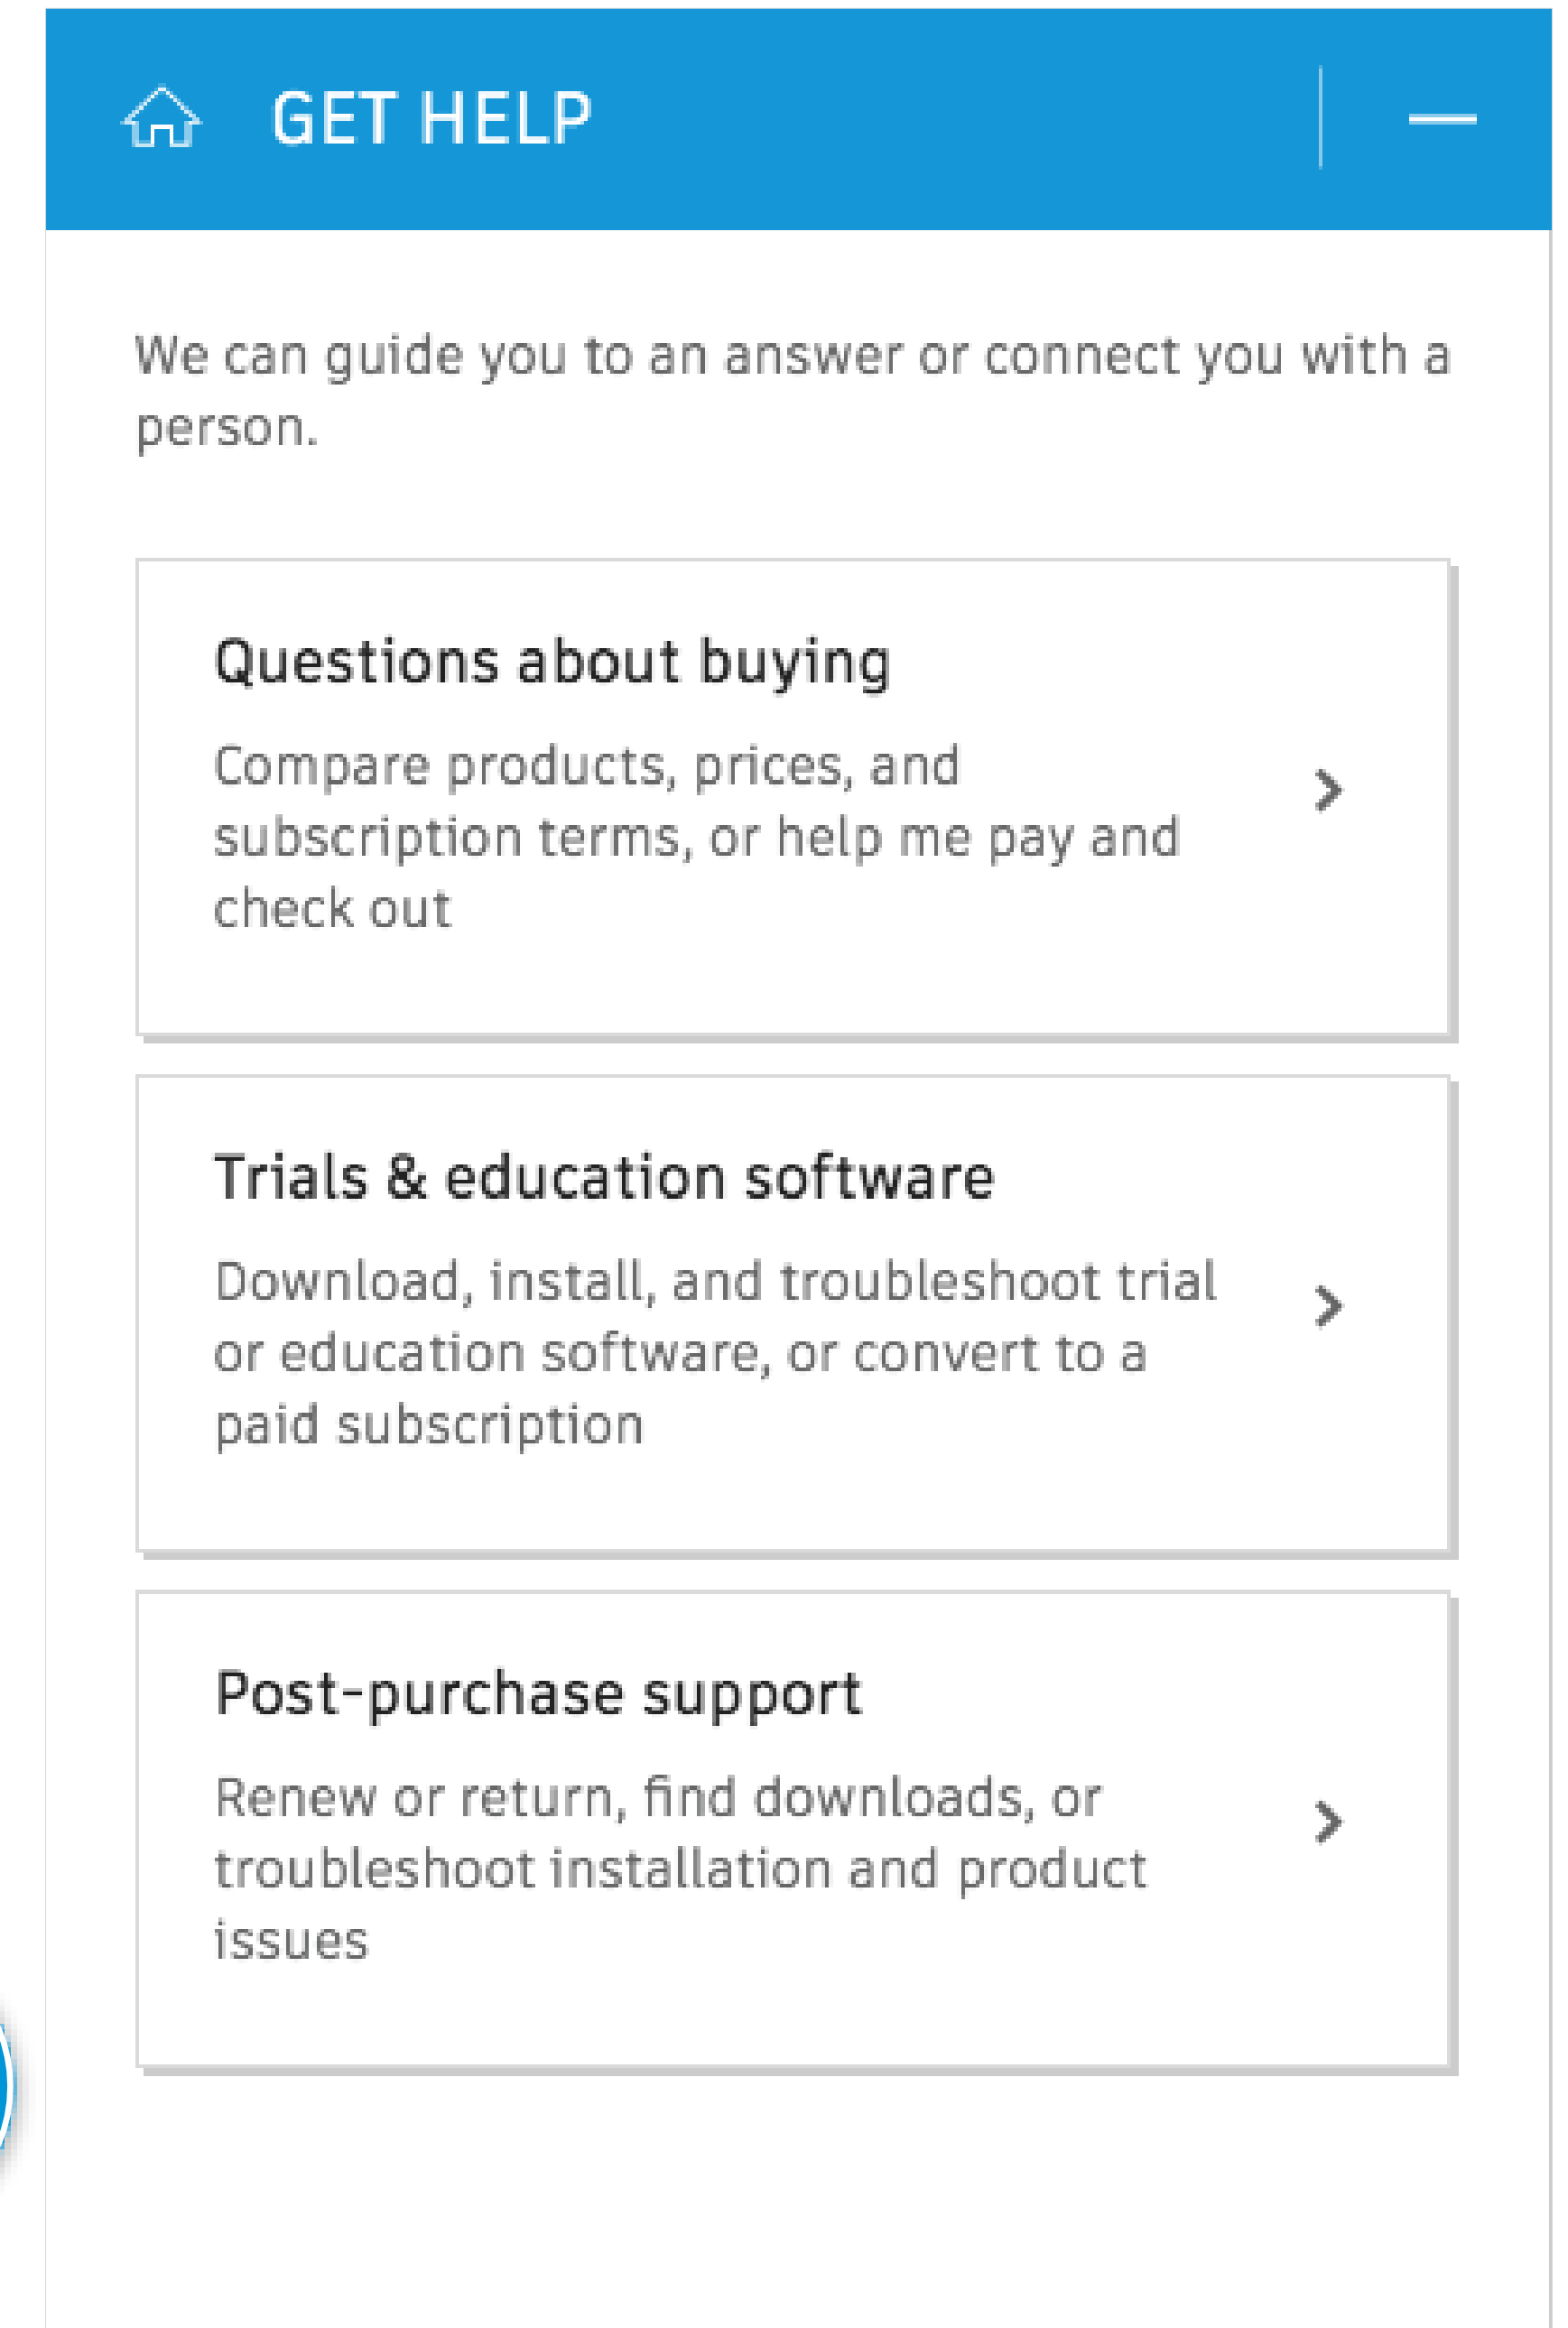 GET HELP
We can guide you to an answer or connect you with a
person.
Questions about buying
Compare products, prices, and
subscription terms, or help me pay and
check out
Trials & education software
Download, install, and troubleshoot trial
or education software, or convert to a
paid subscription
Post-purchase support
Renew or return, find downloads, or
troubleshoot installation and product
issues